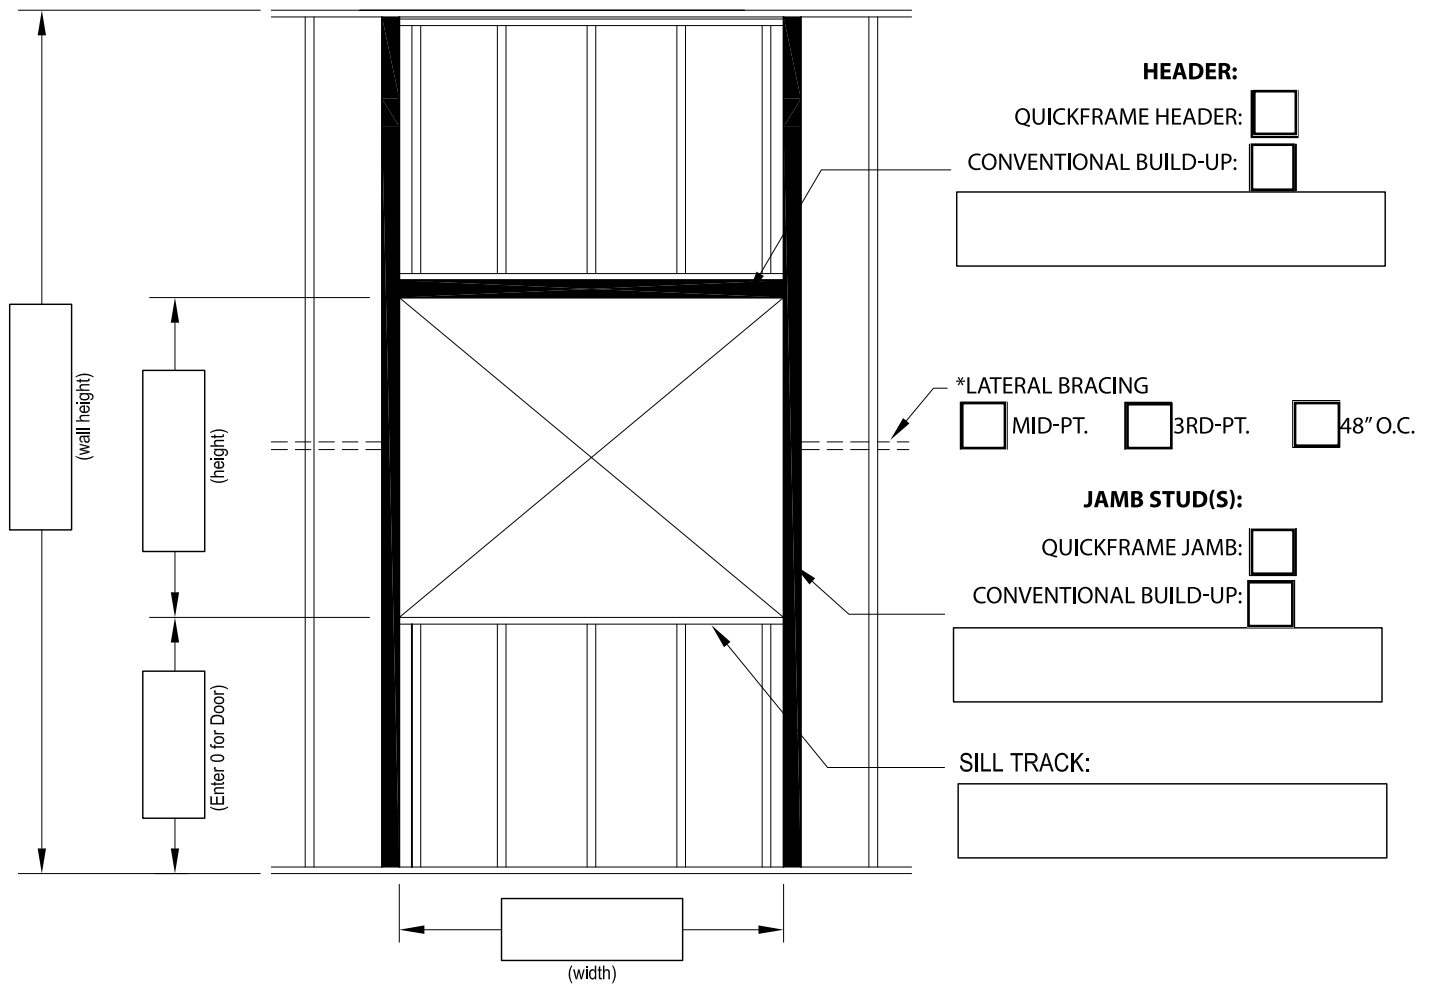 HEADER:
QUICKFRAME HEADER:
CONVENTIONAL BUILD-UP:
(wall height)
(height)
*LATERAL BRACING
MID-PT.
3RD-PT.
48" O.C.
JAMB STUD(S):
QUICKFRAME JAMB:
CONVENTIONAL BUILD-UP:
(Enter 0 for Door)
SILL TRACK:
(width)